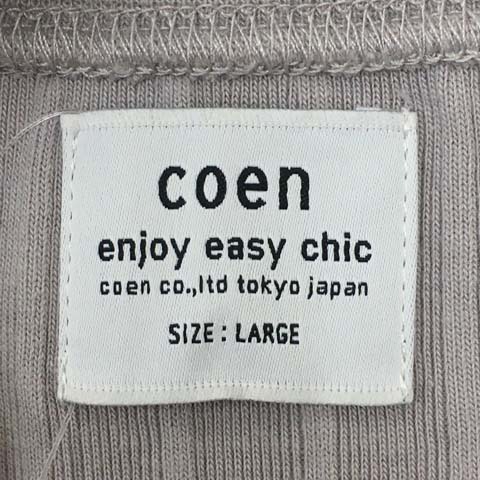 coen
enjoy easy chic
coen co.,ltd tokyo japan
SIZE : LARGE